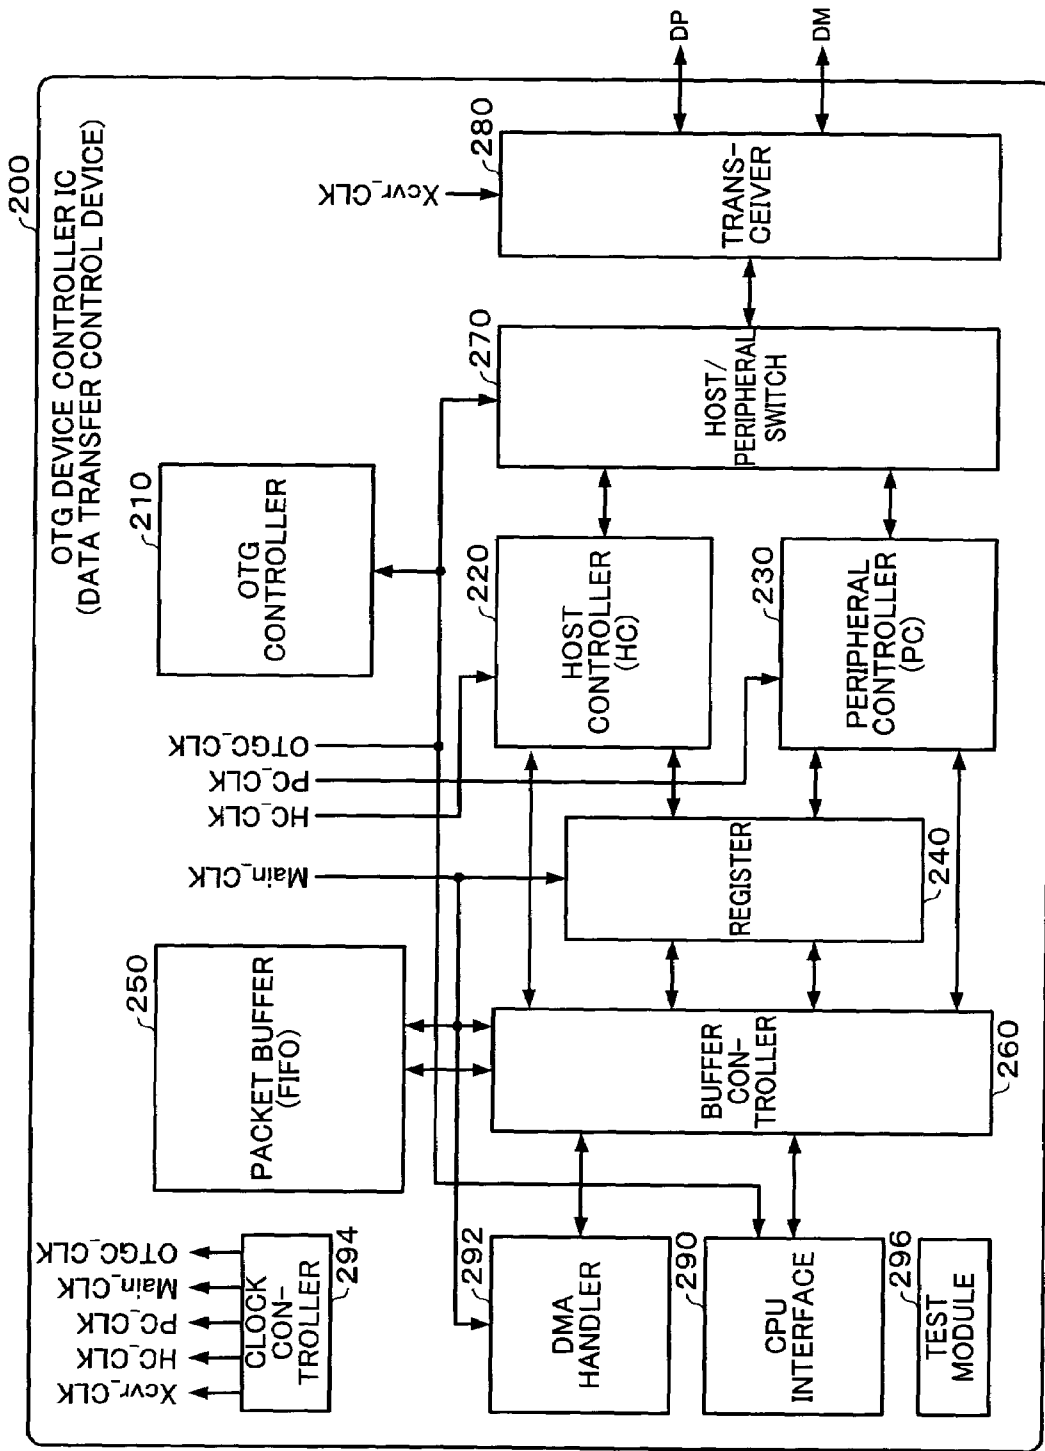 200
OTG DEVICE CONTROLLER IC
(DATA TRANSFER CONTROL DEVICE)
Xcvr_CLK
HC_CLK
PC_CLK
Main_CLK
OTGC_CLK
CLOCK
CON-
TROLLER
294
250
PACKET BUFFER
(FIFO)
Main_CLK
HC_CLK
PC_CLK
OTGC_CLK
210
OTG
CONTROLLER
Xcvr_CLK
292
DMA
HANDLER
290
CPU
INTERFACE
296
TEST
MODULE
BUFFER
CON-
TROLLER
260
REGISTER
240
220
HOST
CONTROLLER
(HC)
230
PERIPHERAL
CONTROLLER
(PC)
270
HOST/
PERIPHERAL
SWITCH
280
TRANS-
CEIVER
DP
DM